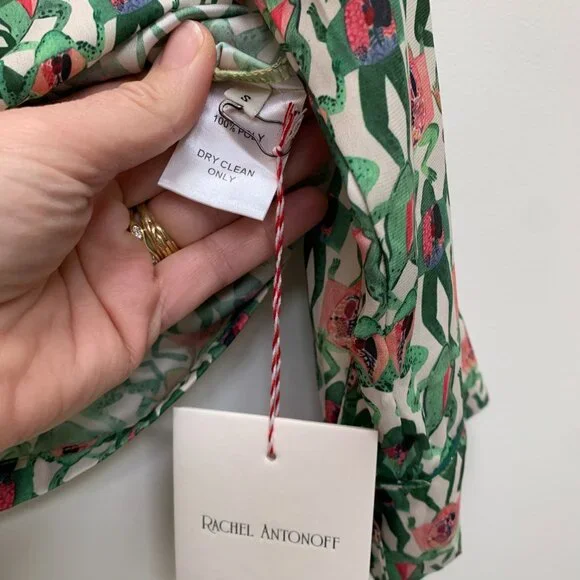 S
100% POLY
DRY CLEAN
ONLY
RACHEL ANTONOFF